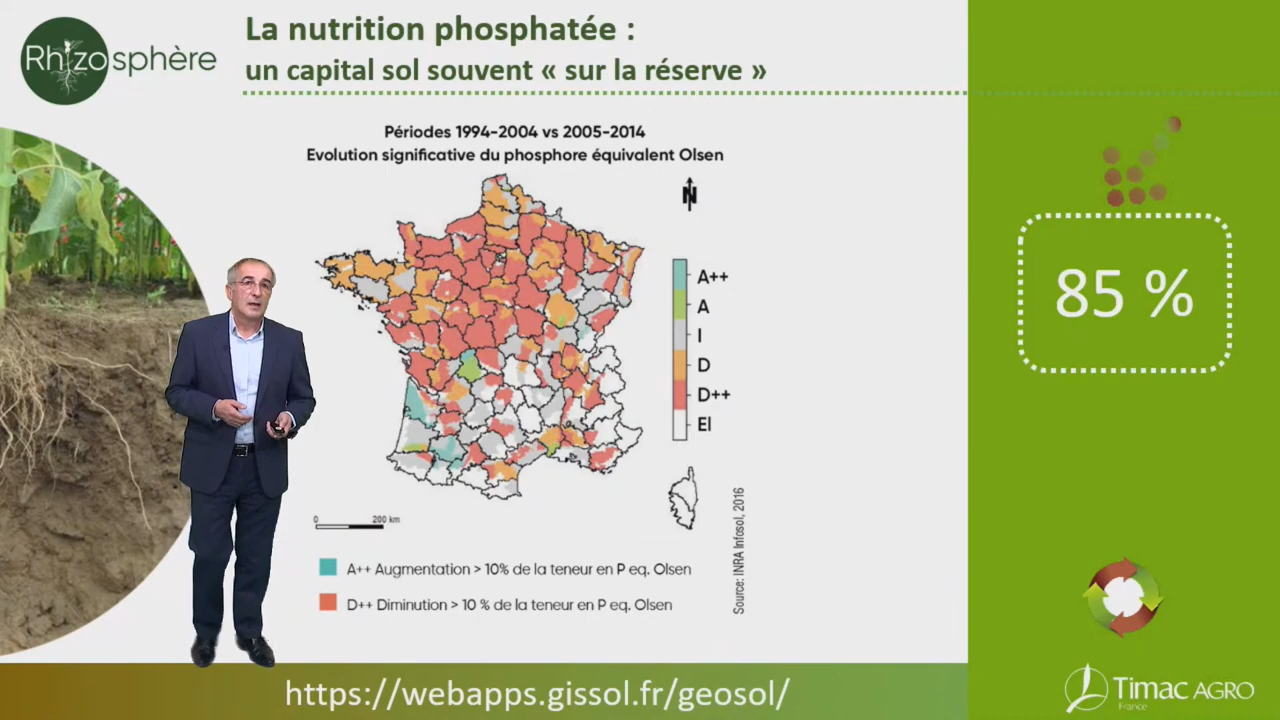 Rhizosphère
La nutrition phosphatée :
un capital sol souvent « sur la réserve »
Périodes 1994-2004 vs 2005-2014
Evolution significative du phosphore équivalent Olsen
N
A++
A
I
D
D++
EI
0 200 km
A++ Augmentation > 10% de la teneur en P eq. Olsen
D++ Diminution > 10 % de la teneur en P eq. Olsen
Source: INRA Infosol, 2016
85 %
https://webapps.gissol.fr/geosol/
Timac AGRO
France